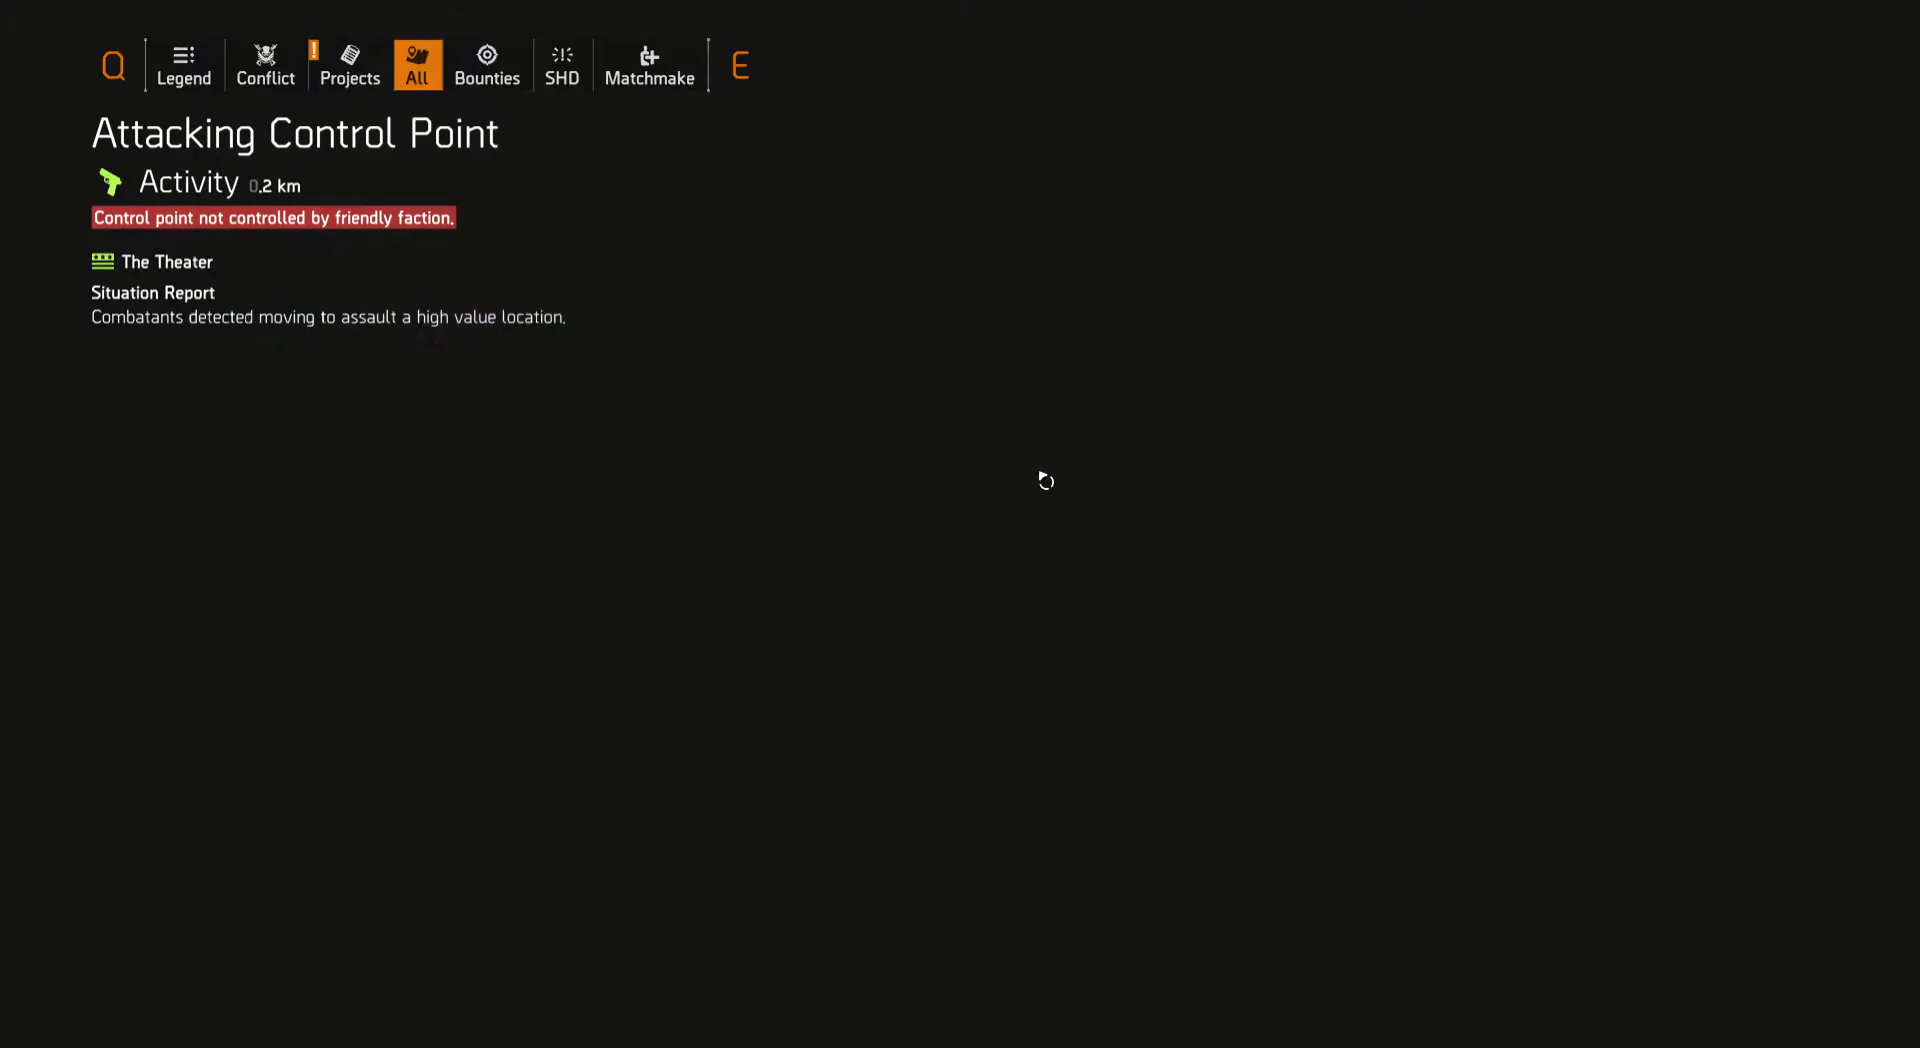 Q
Legend
Conflict
!
Projects
All
Bounties
SHD
Matchmake
E
Attacking Control Point
Activity 0.2 km
Control point not controlled by friendly faction.
The Theater
Situation Report
Combatants detected moving to assault a high value location.